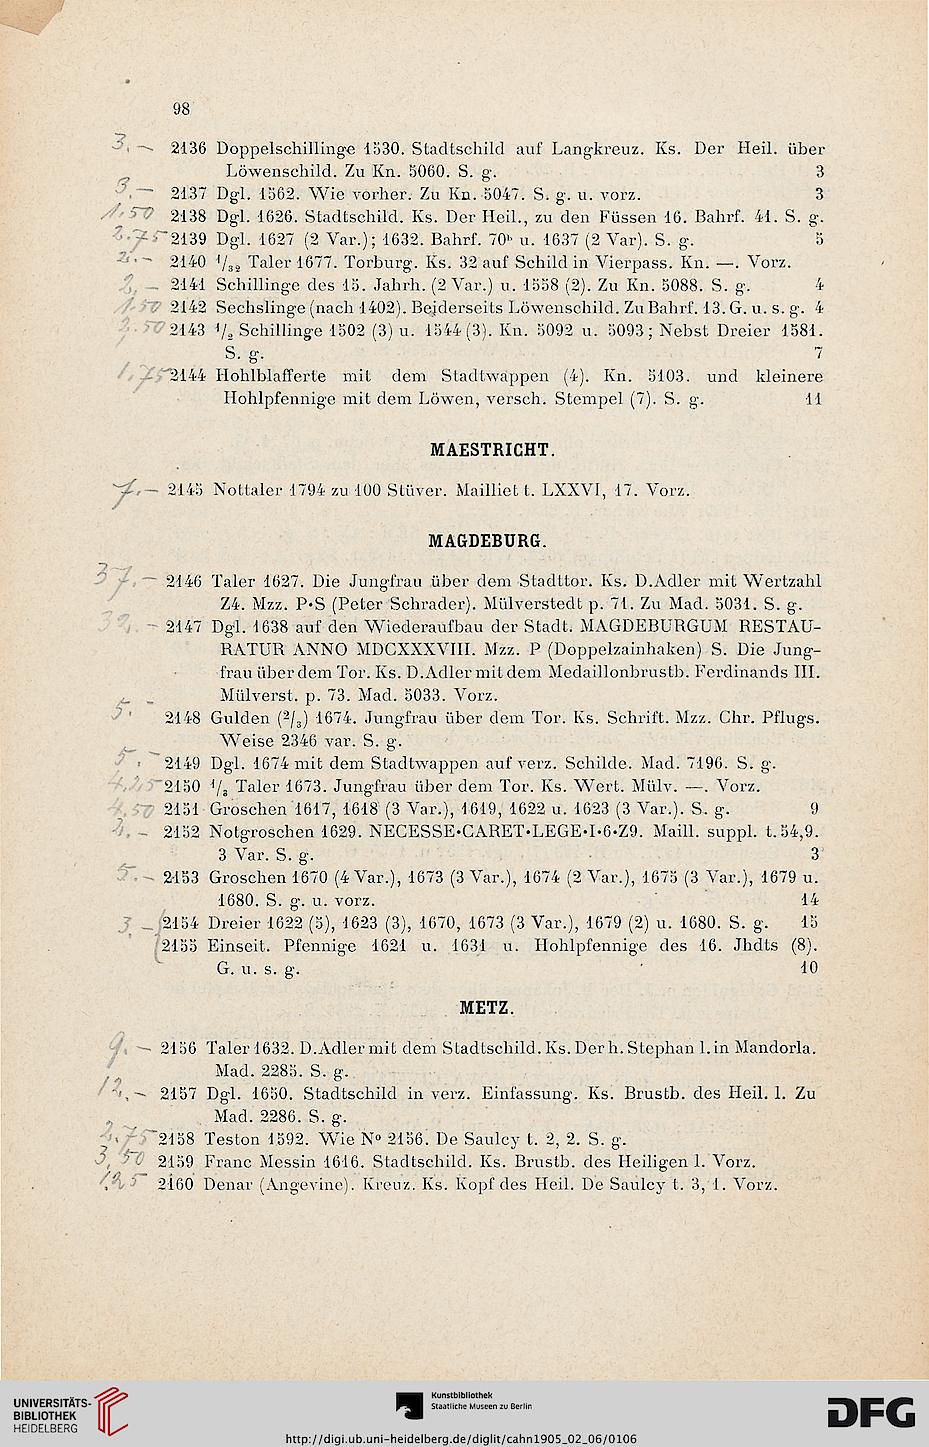 98
3. — 2136 Doppelschillinge 1530. Stadtschild auf Langkreuz. Ks. Der Heil. über
Löwenschild. Zu Kn. 5060. S. g. 3
3. — 2137 Dgl. 1562. Wie vorher. Zu Kn. 5047. S. g. u. vorz. 3
1.50 2138 Dgl. 1626. Stadtschild. Ks. Der Heil., zu den Füssen 16. Bahrf. 41. S. g.
2.75 2139 Dgl. 1627 (2 Var.); 1632. Bahrf. 70ᵇ u. 1637 (2 Var). S. g. 5
2. — 2140 ¹/₃₂ Taler 1677. Torburg. Ks. 32 auf Schild in Vierpass. Kn. —. Vorz.
2. — 2141 Schillinge des 15. Jahrh. (2 Var.) u. 1558 (2). Zu Kn. 5088. S. g. 4
1.50 2142 Sechslinge (nach 1402). Bejderseits Löwenschild. Zu Bahrf. 13. G. u. s. g. 4
2.50 2143 ¹/₂ Schillinge 1502 (3) u. 1544 (3). Kn. 5092 u. 5093; Nebst Dreier 1581.
S. g. 7
1.75 2144 Hohlblafferte mit dem Stadtwappen (4). Kn. 5103. und kleinere
Hohlpfennige mit dem Löwen, versch. Stempel (7). S. g. 11
MAESTRICHT.
7. — 2145 Nottaler 1794 zu 100 Stüver. Mailliet t. LXXVI, 17. Vorz.
MAGDEBURG.
37. — 2146 Taler 1627. Die Jungfrau über dem Stadttor. Ks. D.Adler mit Wertzahl
Z4. Mzz. P•S (Peter Schrader). Mülverstedt p. 71. Zu Mad. 5031. S. g.
32. — 2147 Dgl. 1638 auf den Wiederaufbau der Stadt. MAGDEBURGUM RESTAU-
RATUR ANNO MDCXXXVIII. Mzz. P (Doppelzainhaken) S. Die Jung-
frau über dem Tor. Ks. D.Adler mit dem Medaillonbrustb. Ferdinands III.
Mülverst. p. 73. Mad. 5033. Vorz.
5. — 2148 Gulden (²/₃) 1674. Jungfrau über dem Tor. Ks. Schrift. Mzz. Chr. Pflugs.
Weise 2346 var. S. g.
5. — 2149 Dgl. 1674 mit dem Stadtwappen auf verz. Schilde. Mad. 7196. S. g.
4.25 2150 ¹/₃ Taler 1673. Jungfrau über dem Tor. Ks. Wert. Mülv. —. Vorz.
4.50 2151 Groschen 1617, 1618 (3 Var.), 1619, 1622 u. 1623 (3 Var.). S. g. 9
2. — 2152 Notgroschen 1629. NECESSE•CARET•LEGE•I•6•Z9. Maill. suppl. t. 54,9.
3 Var. S. g. 3
5. — 2153 Groschen 1670 (4 Var.), 1673 (3 Var.), 1674 (2 Var.), 1675 (3 Var.), 1679 u.
1680. S. g. u. vorz. 14
3. — 2154 Dreier 1622 (5), 1623 (3), 1670, 1673 (3 Var.), 1679 (2) u. 1680. S. g. 15
2155 Einseit. Pfennige 1621 u. 1631 u. Hohlpfennige des 16. Jhdts (8).
G. u. s. g. 10
METZ.
9. — 2156 Taler 1632. D.Adler mit dem Stadtschild. Ks. Der h. Stephan l. in Mandorla.
Mad. 2285. S. g.
12. — 2157 Dgl. 1650. Stadtschild in verz. Einfassung. Ks. Brustb. des Heil. l. Zu
Mad. 2286. S. g.
2.75 2158 Teston 1592. Wie Nº 2156. De Saulcy t. 2, 2. S. g.
3.50 2159 Franc Messin 1616. Stadtschild. Ks. Brustb. des Heiligen l. Vorz.
1.25 2160 Denar (Angevine). Kreuz. Ks. Kopf des Heil. De Saulcy t. 3, 1. Vorz.
UNIVERSITÄTS-
BIBLIOTHEK
HEIDELBERG
Kunstbibliothek
Staatliche Museen zu Berlin
DFG
http://digi.ub.uni-heidelberg.de/diglit/cahn1905_02_06/0106